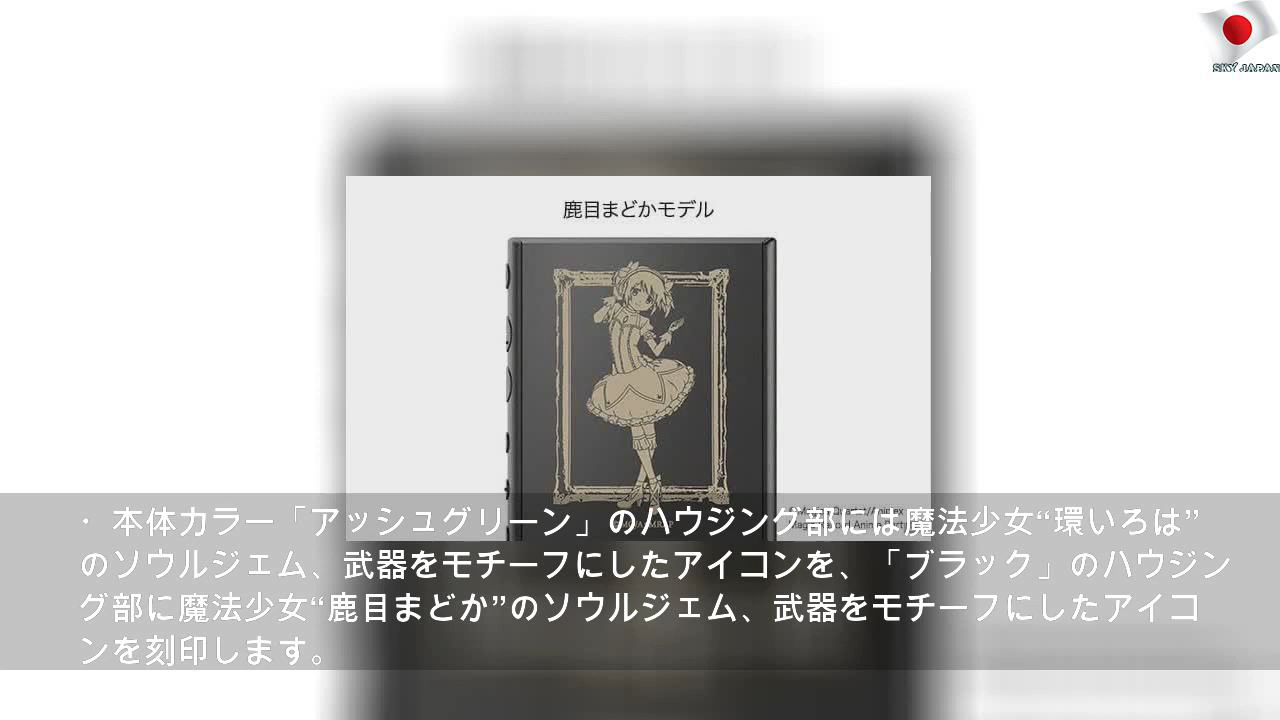 SKY JAPAN
鹿目まどかモデル
・ 本体カラー「アッシュグリーン」のハウジング部には魔法少女“環いろは”
のソウルジェム、武器をモチーフにしたアイコンを、「ブラック」のハウジン
グ部に魔法少女“鹿目まどか”のソウルジェム、武器をモチーフにしたアイコ
ンを刻印します。